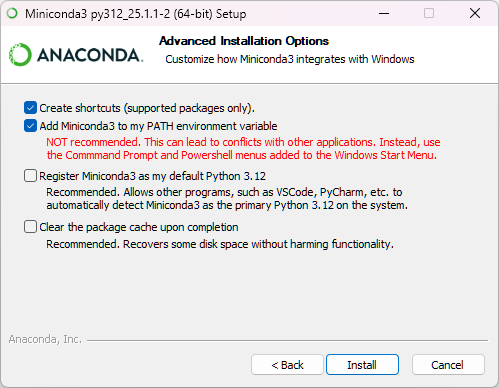 Miniconda3 py312_25.1.1-2 (64-bit) Setup
Advanced Installation Options
Customize how Miniconda3 integrates with Windows
ANACONDA.
Create shortcuts (supported packages only).
Add Miniconda3 to my PATH environment variable
NOT recommended. This can lead to conflicts with other applications. Instead, use
the Commmand Prompt and Powershell menus added to the Windows Start Menu.
Register Miniconda3 as my default Python 3.12
Recommended. Allows other programs, such as VSCode, PyCharm, etc. to
automatically detect Miniconda3 as the primary Python 3.12 on the system.
Clear the package cache upon completion
Recommended. Recovers some disk space without harming functionality.
Anaconda, Inc.
< Back
Install
Cancel